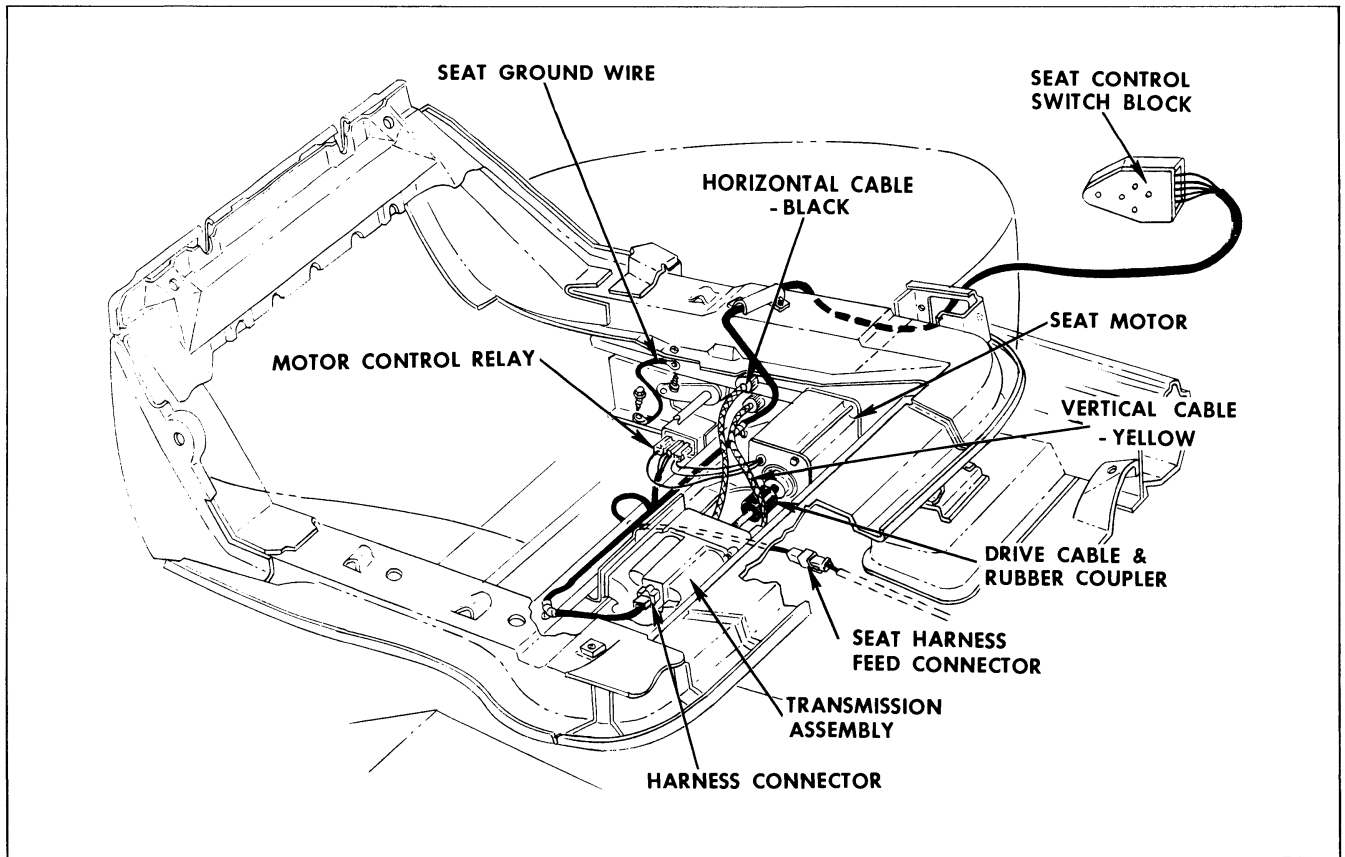 SEAT GROUND WIRE
SEAT CONTROL
SWITCH BLOCK
HORIZONTAL CABLE
- BLACK
SEAT MOTOR
MOTOR CONTROL RELAY
VERTICAL CABLE
- YELLOW
DRIVE CABLE &
RUBBER COUPLER
SEAT HARNESS
FEED CONNECTOR
TRANSMISSION
ASSEMBLY
HARNESS CONNECTOR